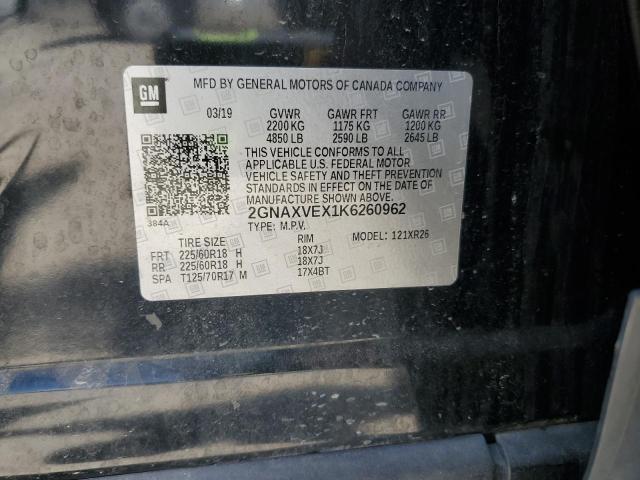 GM
MFD BY GENERAL MOTORS OF CANADA COMPANY
03/19 GVWR GAWR FRT GAWR RR
2200 KG 1175 KG 1200 KG
4850 LB 2590 LB 2645 LB
THIS VEHICLE CONFORMS TO ALL
APPLICABLE U.S. FEDERAL MOTOR
VEHICLE SAFETY AND THEFT PREVENTION
STANDARDS IN EFFECT ON THE DATE OF
MANUFACTURE SHOWN ABOVE.
384A
2GNAXVEX1K6260962
TYPE: M.P.V.
MODEL: 121XR26
TIRE SIZE RIM
FRT 225/60R18 H 18X7J
RR 225/60R18 H 18X7J
SPA T125/70R17 M 17X4BT